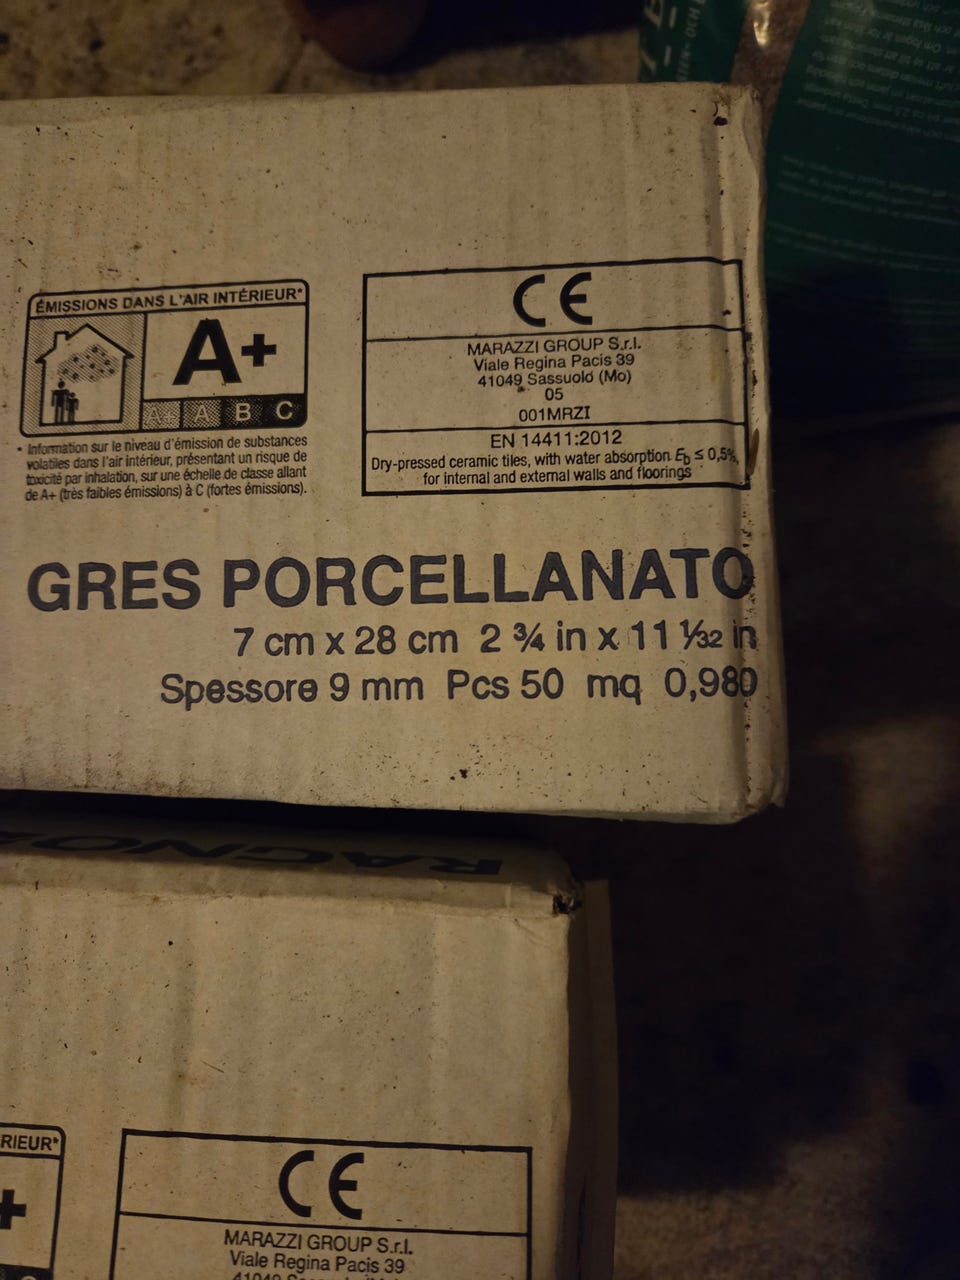 ÉMISSIONS DANS L'AIR INTÉRIEUR*
A+
A+ A B C
* Information sur le niveau d'émission de substances
volatiles dans l'air intérieur, présentant un risque de
toxicité par inhalation, sur une échelle de classe allant
de A+ (très faibles émissions) à C (fortes émissions).
CE
MARAZZI GROUP S.r.l.
Viale Regina Pacis 39
41049 Sassuolo (Mo)
05
001MRZI
EN 14411:2012
Dry-pressed ceramic tiles, with water absorption Eb ≤ 0,5%,
for internal and external walls and floorings
GRES PORCELLANATO
7 cm x 28 cm 2 ¾ in x 11 1/32 in
Spessore 9 mm Pcs 50 mq 0,980
RIEUR*
+
CE
MARAZZI GROUP S.r.l.
Viale Regina Pacis 39